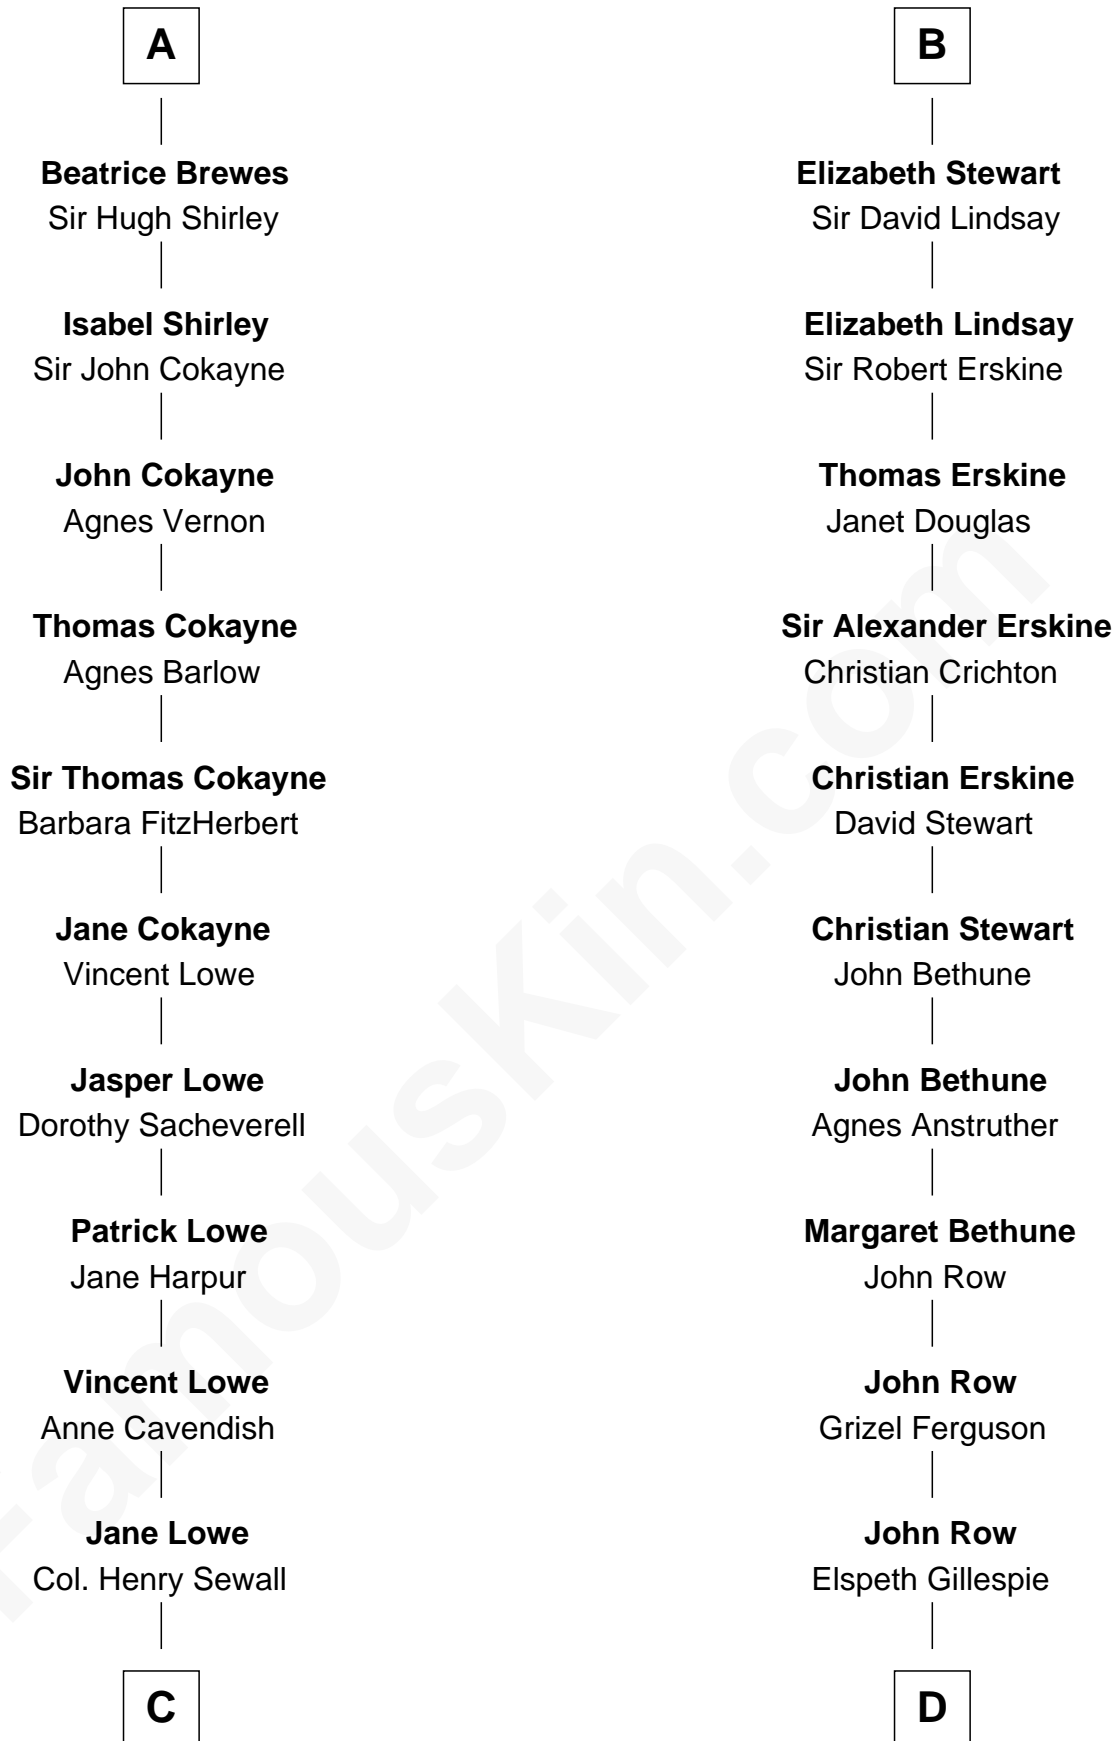 A
Beatrice Brewes
Sir Hugh Shirley
Isabel Shirley
Sir John Cokayne
John Cokayne
Agnes Vernon
Thomas Cokayne
Agnes Barlow
Sir Thomas Cokayne
Barbara FitzHerbert
Jane Cokayne
Vincent Lowe
Jasper Lowe
Dorothy Sacheverell
Patrick Lowe
Jane Harpur
Vincent Lowe
Anne Cavendish
Jane Lowe
Col. Henry Sewall
C
B
Elizabeth Stewart
Sir David Lindsay
Elizabeth Lindsay
Sir Robert Erskine
Thomas Erskine
Janet Douglas
Sir Alexander Erskine
Christian Crichton
Christian Erskine
David Stewart
Christian Stewart
John Bethune
John Bethune
Agnes Anstruther
Margaret Bethune
John Row
John Row
Grizel Ferguson
John Row
Elspeth Gillespie
D
FamousKin.com